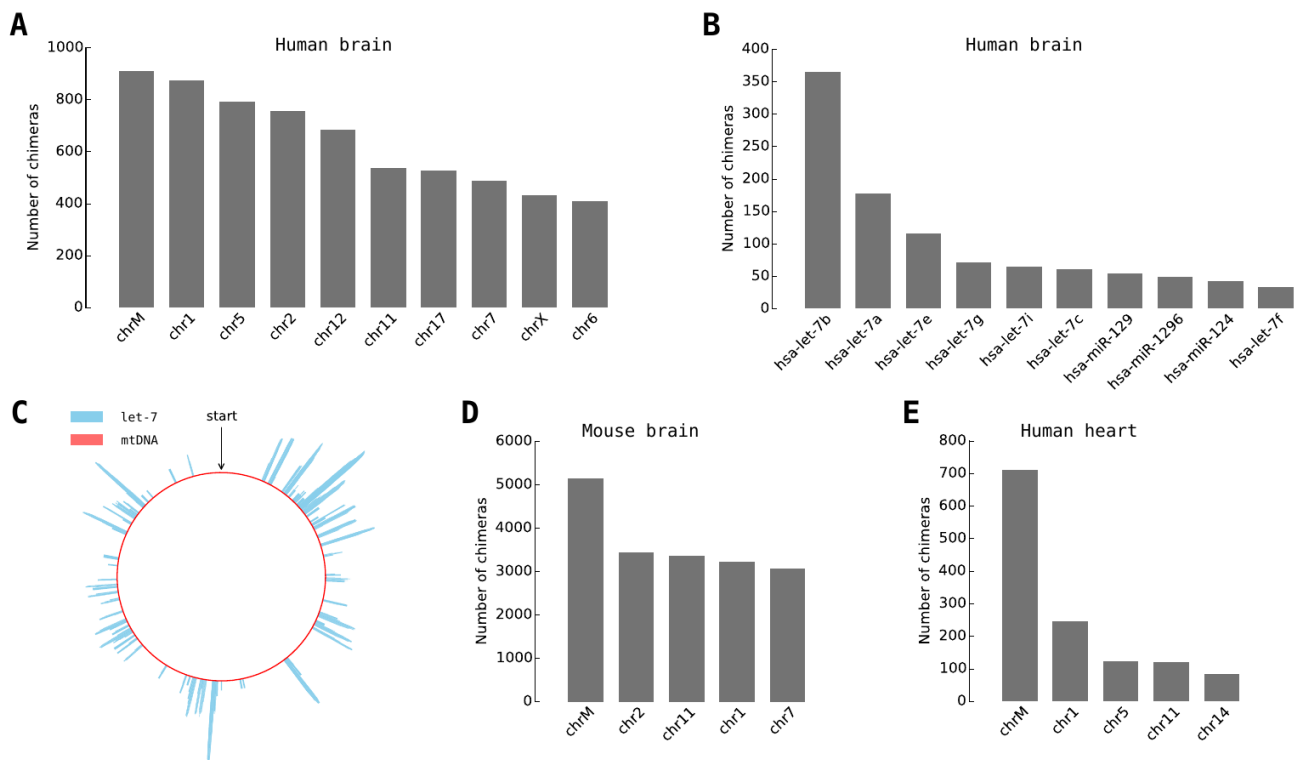 A
Human brain
Number of chimeras
1000
800
600
400
200
0
chrM
chr1
chr5
chr2
chr12
chr11
chr17
chr7
chrX
chr6
B
Human brain
Number of chimeras
400
350
300
250
200
150
100
50
0
hsa-let-7b
hsa-let-7a
hsa-let-7e
hsa-let-7g
hsa-let-7i
hsa-let-7c
hsa-miR-129
hsa-miR-1296
hsa-miR-124
hsa-let-7f
C
let-7
mtDNA
start
D
Mouse brain
Number of chimeras
6000
5000
4000
3000
2000
1000
0
chrM
chr2
chr11
chr1
chr7
E
Human heart
Number of chimeras
800
700
600
500
400
300
200
100
0
chrM
chr1
chr5
chr11
chr14